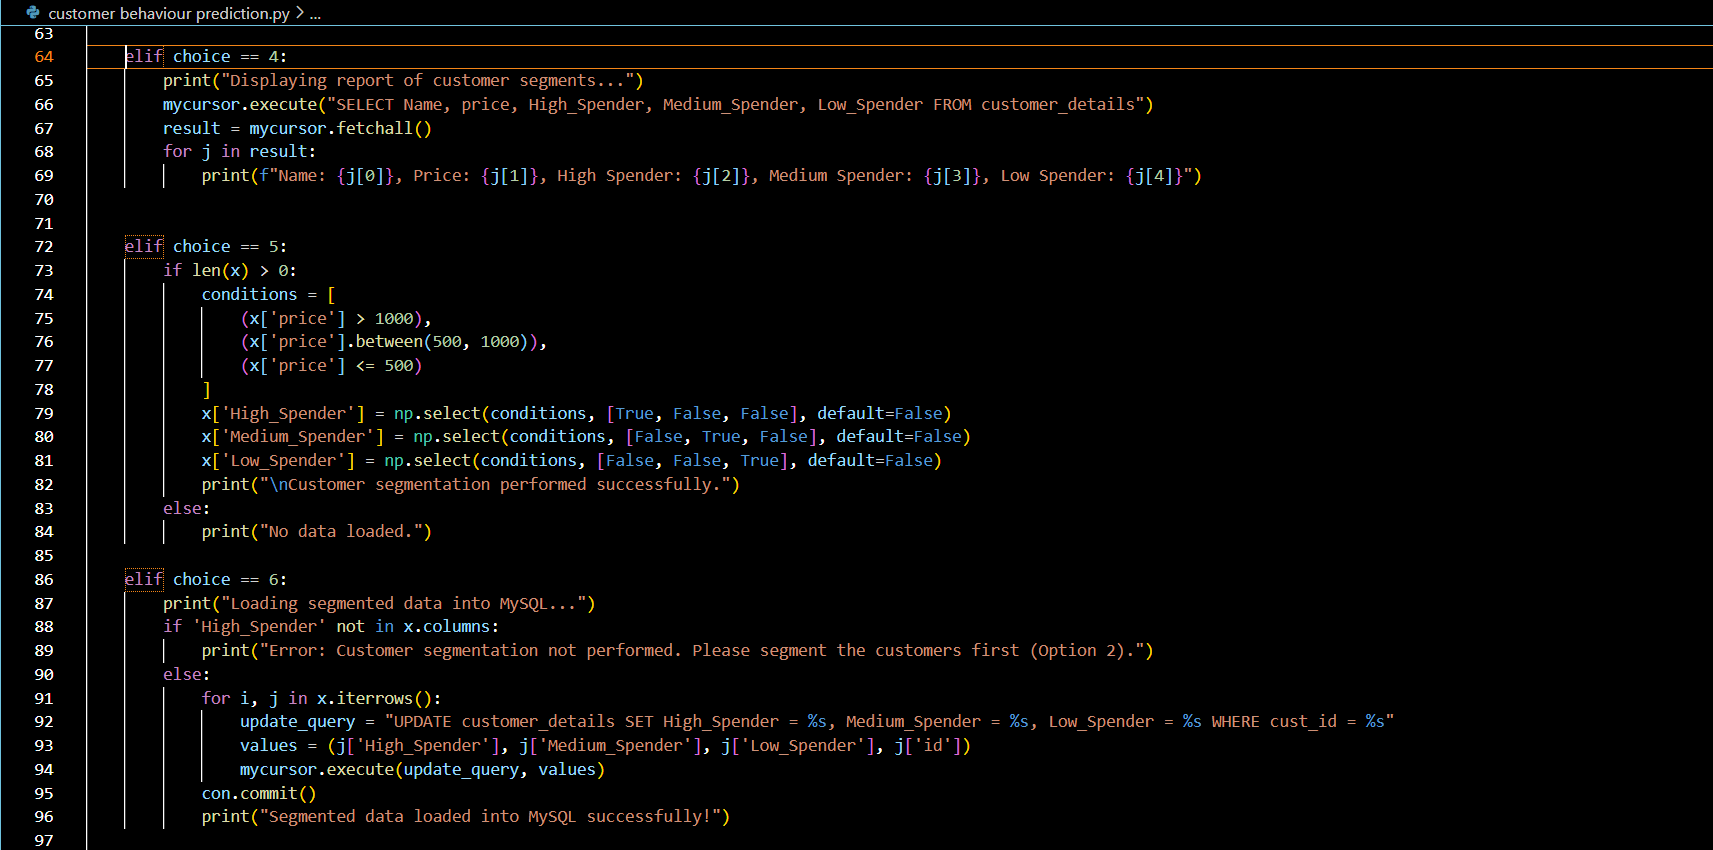 customer behaviour prediction.py > ...
63
64 elif choice == 4:
65 print("Displaying report of customer segments...")
66 mycursor.execute("SELECT Name, price, High_Spender, Medium_Spender, Low_Spender FROM customer_details")
67 result = mycursor.fetchall()
68 for j in result:
69 print(f"Name: {j[0]}, Price: {j[1]}, High Spender: {j[2]}, Medium Spender: {j[3]}, Low Spender: {j[4]}")
70
71
72 elif choice == 5:
73 if len(x) > 0:
74 conditions = [
75 (x['price'] > 1000),
76 (x['price'].between(500, 1000)),
77 (x['price'] <= 500)
78 ]
79 x['High_Spender'] = np.select(conditions, [True, False, False], default=False)
80 x['Medium_Spender'] = np.select(conditions, [False, True, False], default=False)
81 x['Low_Spender'] = np.select(conditions, [False, False, True], default=False)
82 print("\nCustomer segmentation performed successfully.")
83 else:
84 print("No data loaded.")
85
86 elif choice == 6:
87 print("Loading segmented data into MySQL...")
88 if 'High_Spender' not in x.columns:
89 print("Error: Customer segmentation not performed. Please segment the customers first (Option 2).")
90 else:
91 for i, j in x.iterrows():
92 update_query = "UPDATE customer_details SET High_Spender = %s, Medium_Spender = %s, Low_Spender = %s WHERE cust_id = %s"
93 values = (j['High_Spender'], j['Medium_Spender'], j['Low_Spender'], j['id'])
94 mycursor.execute(update_query, values)
95 con.commit()
96 print("Segmented data loaded into MySQL successfully!")
97